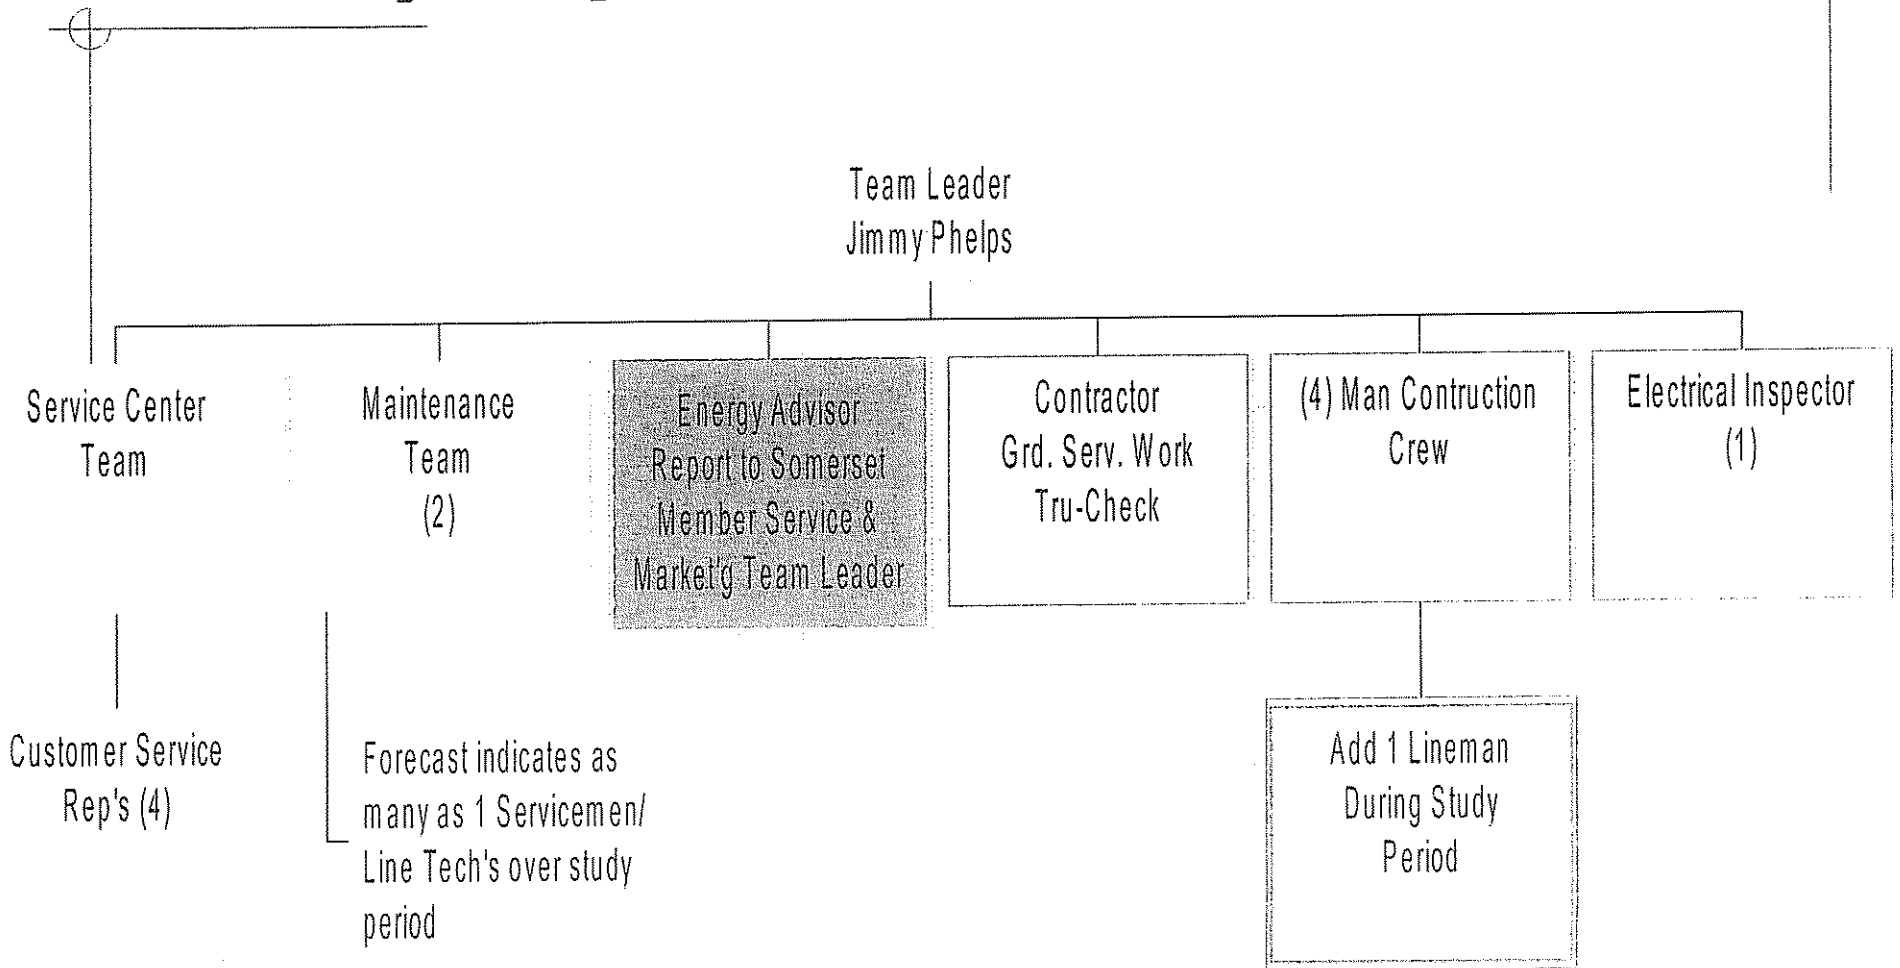 Team Leader
Jimmy Phelps
Service Center
Team
Maintenance
Team
(2)
Energy Advisor
Report to Somerset
Member Service &
Market'g Team Leader
Contractor
Grd. Serv. Work
Tru-Check
(4) Man Contruction
Crew
Electrical Inspector
(1)
Customer Service
Rep's (4)
Forecast indicates as
many as 1 Servicemen/
Line Tech's over study
period
Add 1 Lineman
During Study
Period